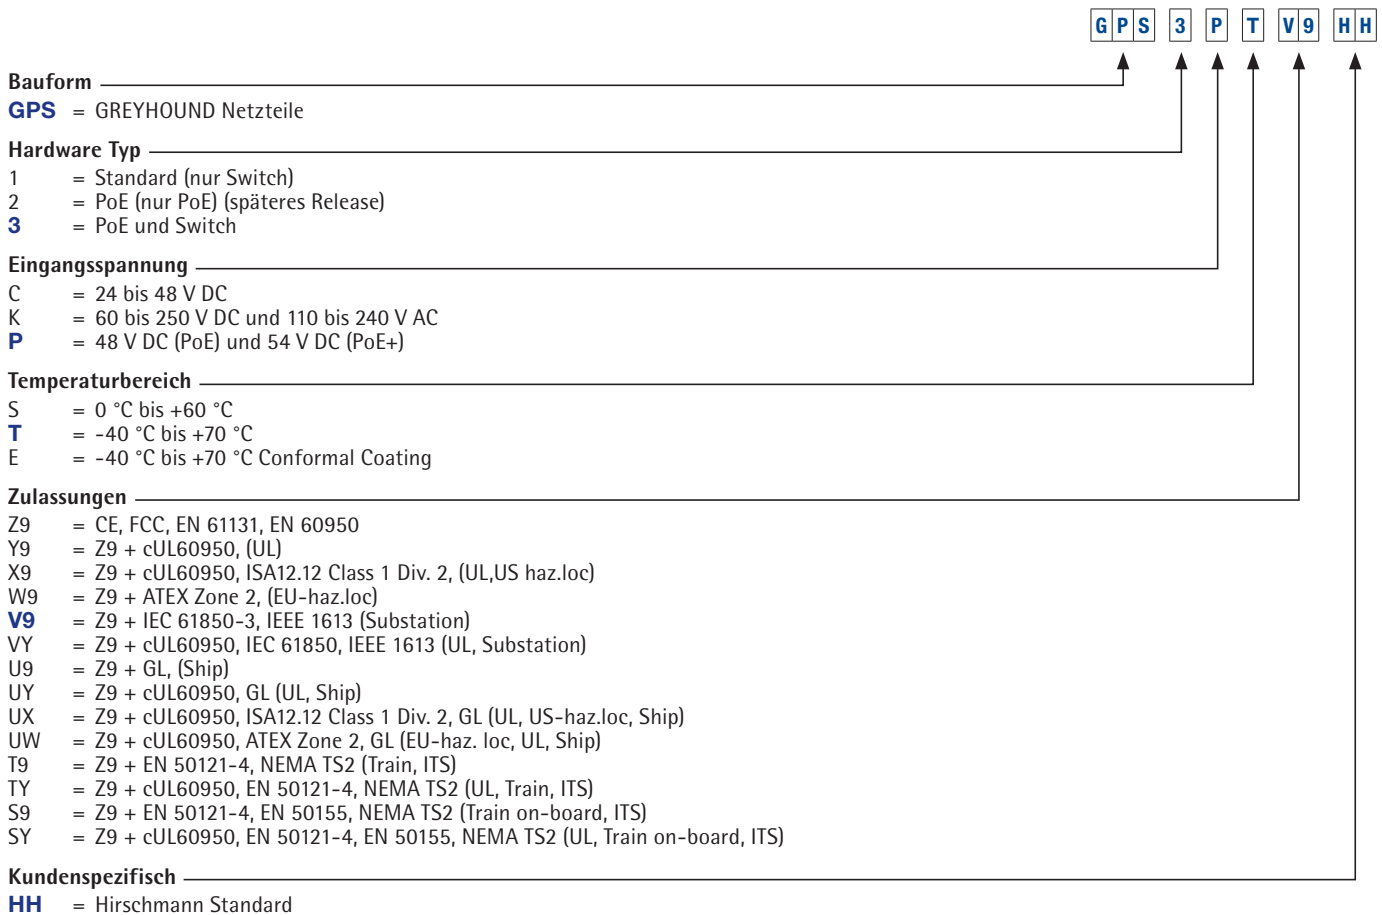 GPS 3 P T V9 HH
Bauform
GPS = GREYHOUND Netzteile
Hardware Typ
1 = Standard (nur Switch)
2 = PoE (nur PoE) (späteres Release)
3 = PoE und Switch
Eingangsspannung
C = 24 bis 48 V DC
K = 60 bis 250 V DC und 110 bis 240 V AC
P = 48 V DC (PoE) und 54 V DC (PoE+)
Temperaturbereich
S = 0 °C bis +60 °C
T = -40 °C bis +70 °C
E = -40 °C bis +70 °C Conformal Coating
Zulassungen
Z9 = CE, FCC, EN 61131, EN 60950
Y9 = Z9 + cUL60950, (UL)
X9 = Z9 + cUL60950, ISA12.12 Class 1 Div. 2, (UL,US haz.loc)
W9 = Z9 + ATEX Zone 2, (EU-haz.loc)
V9 = Z9 + IEC 61850-3, IEEE 1613 (Substation)
VY = Z9 + cUL60950, IEC 61850, IEEE 1613 (UL, Substation)
U9 = Z9 + GL, (Ship)
UY = Z9 + cUL60950, GL (UL, Ship)
UX = Z9 + cUL60950, ISA12.12 Class 1 Div. 2, GL (UL, US-haz.loc, Ship)
UW = Z9 + cUL60950, ATEX Zone 2, GL (EU-haz. loc, UL, Ship)
T9 = Z9 + EN 50121-4, NEMA TS2 (Train, ITS)
TY = Z9 + cUL60950, EN 50121-4, NEMA TS2 (UL, Train, ITS)
S9 = Z9 + EN 50121-4, EN 50155, NEMA TS2 (Train on-board, ITS)
SY = Z9 + cUL60950, EN 50121-4, EN 50155, NEMA TS2 (UL, Train on-board, ITS)
Kundenspezifisch
HH = Hirschmann Standard